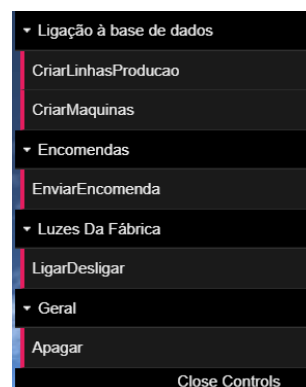 Ligação à base de dados
CriarLinhasProducao
CriarMaquinas
Encomendas
EnviarEncomenda
Luzes Da Fábrica
LigarDesligar
Geral
Apagar
Close Controls